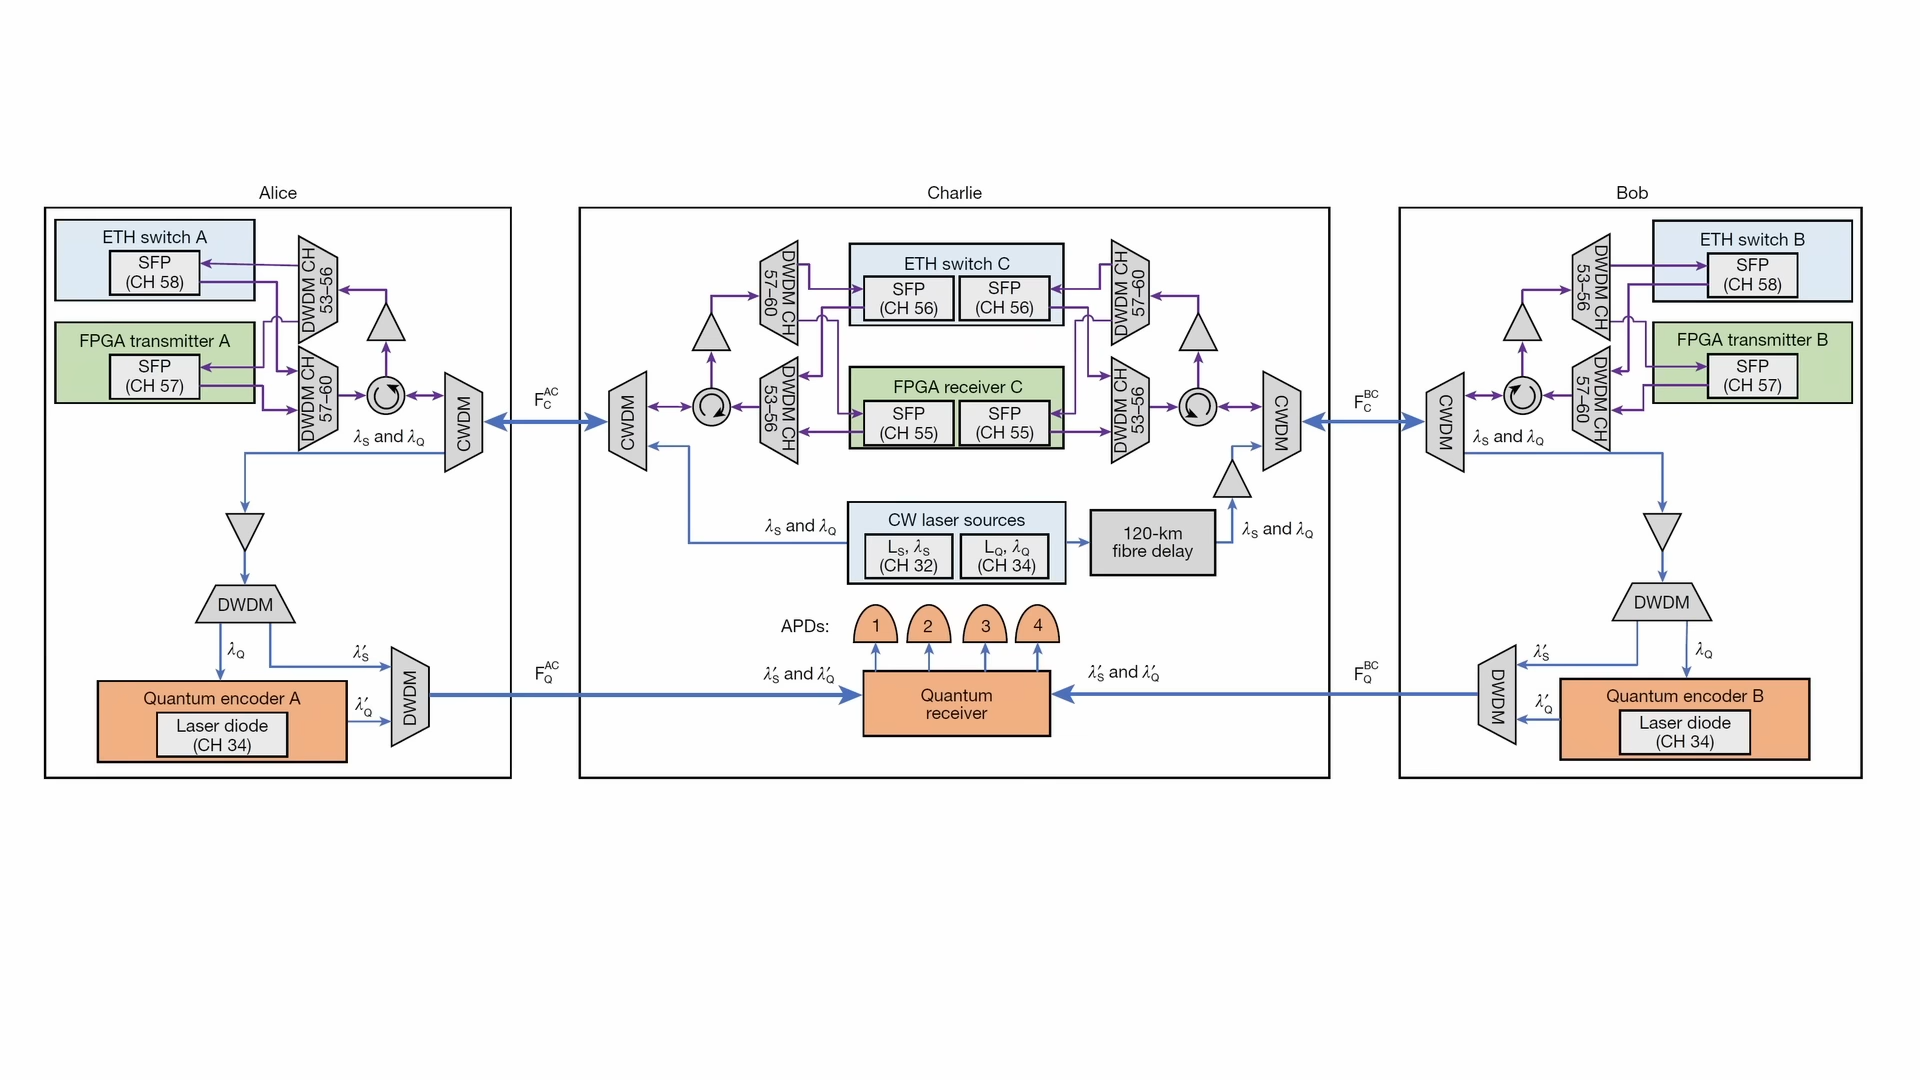 Alice
ETH switch A
SFP
(CH 58)
FPGA transmitter A
SFP
(CH 57)
DWDM CH
53–56
DWDM CH
57–60
CWDM
λS and λQ
DWDM
λQ
λ′S
Quantum encoder A
Laser diode
(CH 34)
λ′Q
DWDM
F AC C
F AC Q
Charlie
CWDM
DWDM CH
57–60
DWDM CH
53–56
ETH switch C
SFP
(CH 56)
SFP
(CH 56)
FPGA receiver C
SFP
(CH 55)
SFP
(CH 55)
DWDM CH
57–60
DWDM CH
53–56
CWDM
λS and λQ
CW laser sources
LS, λS
(CH 32)
LQ, λQ
(CH 34)
120-km
fibre delay
λS and λQ
APDs:
1
2
3
4
λ′S and λ′Q
Quantum
receiver
λ′S and λ′Q
F BC C
F BC Q
Bob
CWDM
DWDM CH
53–56
DWDM CH
57–60
ETH switch B
SFP
(CH 58)
FPGA transmitter B
SFP
(CH 57)
λS and λQ
DWDM
λ′S
λQ
DWDM
λ′Q
Quantum encoder B
Laser diode
(CH 34)